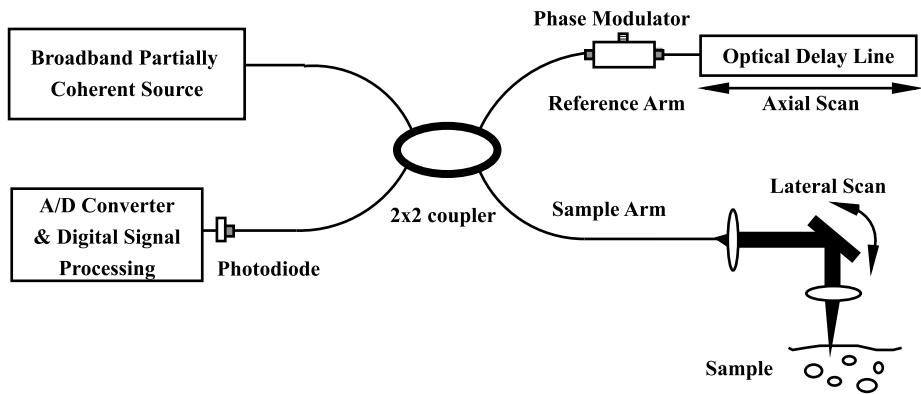 Phase Modulator
Broadband Partially
Coherent Source
Optical Delay Line
Reference Arm
Axial Scan
A/D Converter
& Digital Signal
Processing
2x2 coupler
Sample Arm
Lateral Scan
Photodiode
Sample